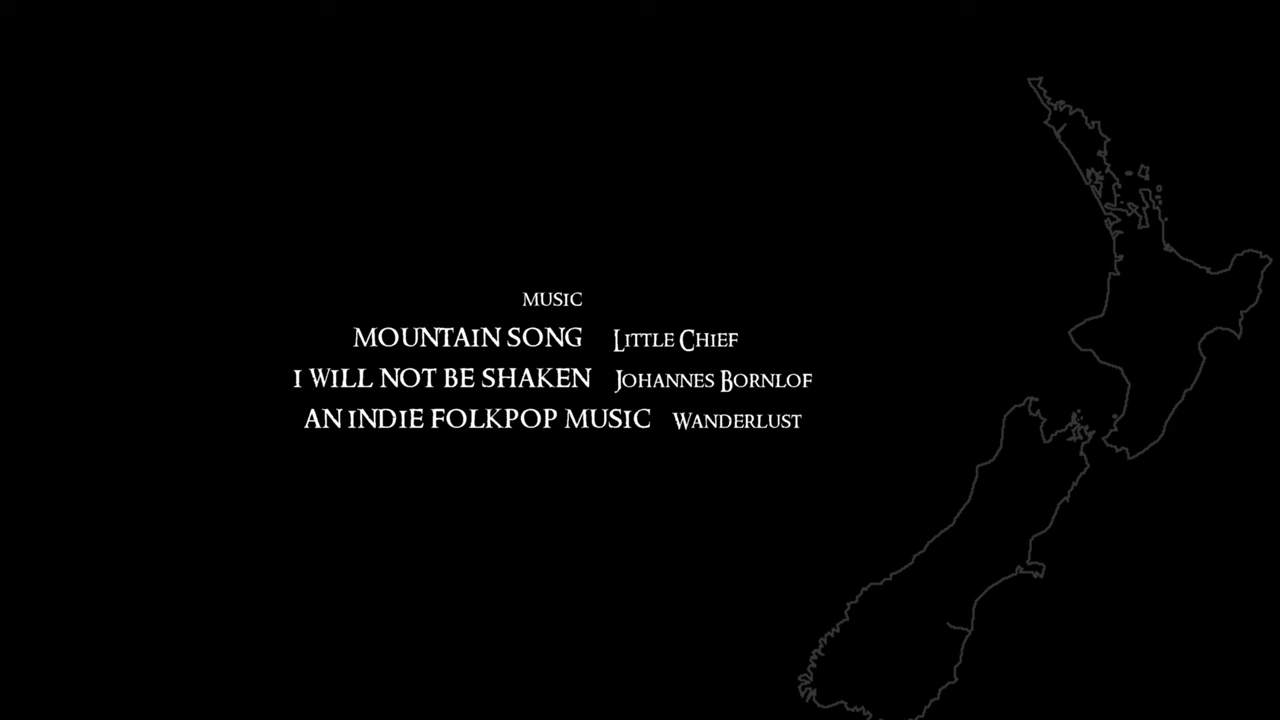 MUSIC
MOUNTAIN SONG Little Chief
I WILL NOT BE SHAKEN Johannes Bornlof
AN INDIE FOLKPOP MUSIC Wanderlust